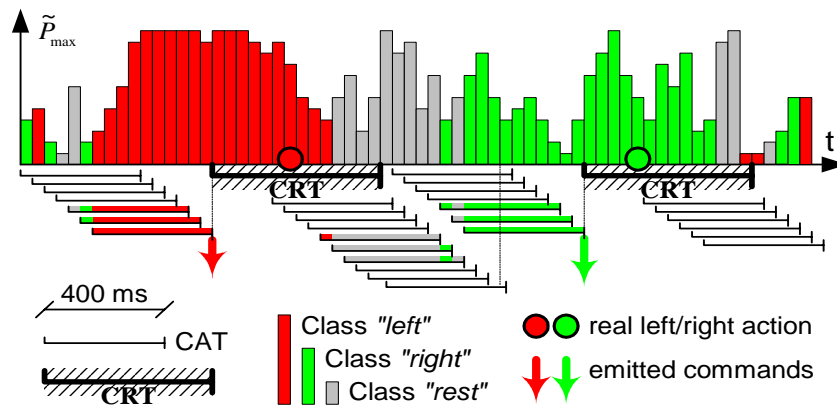 P̃max
t
CRT
CRT
400 ms
CAT
CRT
Class "left"
Class "right"
Class "rest"
real left/right action
emitted commands